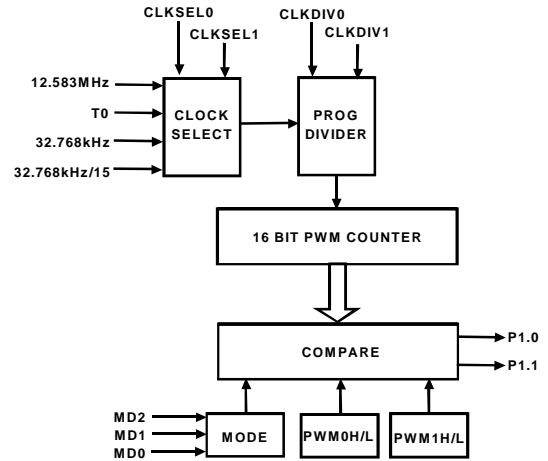 CLKSEL0
CLKSEL1
CLKDIV0
CLKDIV1
12.583MHz
T0
32.768kHz
32.768kHz/15
CLOCK
SELECT
PROG
DIVIDER
16 BIT PWM COUNTER
COMPARE
P1.0
P1.1
MD2
MD1
MD0
MODE
PWM0H/L
PWM1H/L